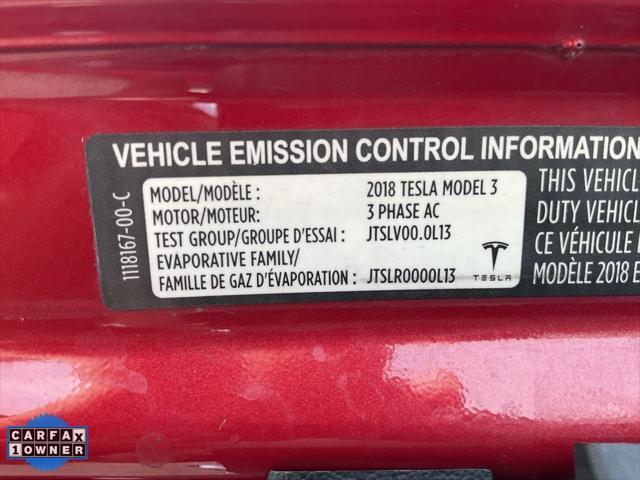 VEHICLE EMISSION CONTROL INFORMATION
1118167-00-C
MODEL/MODÈLE : 2018 TESLA MODEL 3
MOTOR/MOTEUR: 3 PHASE AC
TEST GROUP/GROUPE D'ESSAI : JTSLV00.0L13
EVAPORATIVE FAMILY/
FAMILLE DE GAZ D'ÉVAPORATION : JTSLR0000L13
TESLA
THIS VEHICL
DUTY VEHICL
CE VÉHICULE
MODÈLE 2018 E
CARFAX
1 OWNER